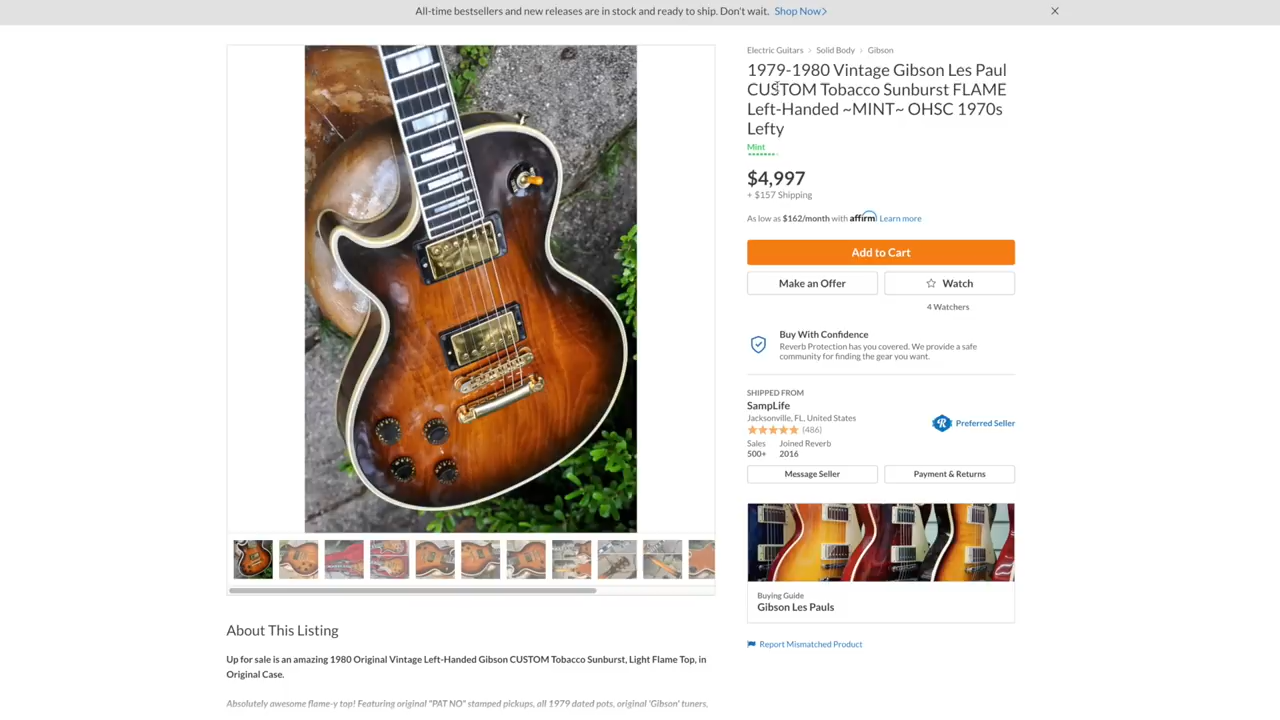 All-time bestsellers and new releases are in stock and ready to ship. Don't wait. Shop Now
Electric Guitars > Solid Body > Gibson
1979-1980 Vintage Gibson Les Paul
CUSTOM Tobacco Sunburst FLAME
Left-Handed ~MINT~ OHSC 1970s
Lefty
Mint
$4,997
+ $157 Shipping
As low as $162/month with affirm Learn more
Add to Cart
Make an Offer
Watch
4 Watchers
Buy With Confidence
Reverb Protection has you covered. We provide a safe
community for finding the gear you want.
SHIPPED FROM
SampLife
Jacksonville, FL, United States
(486)
Preferred Seller
Sales Joined Reverb
500+ 2016
Message Seller
Payment & Returns
Buying Guide
Gibson Les Pauls
Report Mismatched Product
About This Listing
Up for sale is an amazing 1980 Original Vintage Left-Handed Gibson CUSTOM Tobacco Sunburst, Light Flame Top, in
Original Case.
Absolutely awesome flame-y top! Featuring original "PAT NO" stamped pickups, all 1979 dated pots, original 'Gibson' tuners,